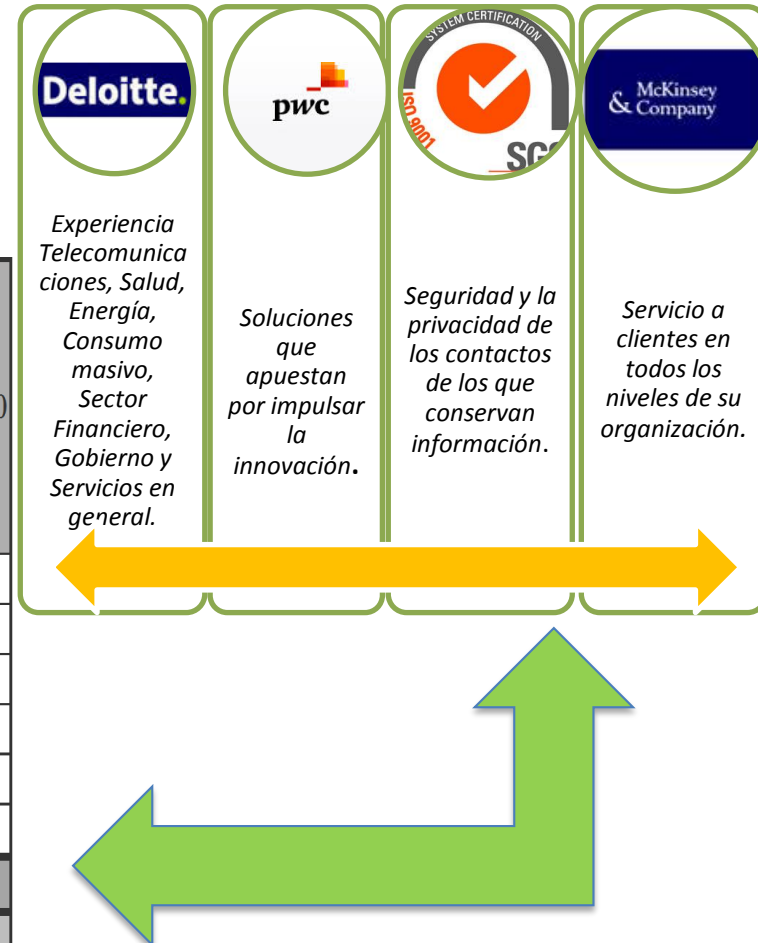 Deloitte.
Experiencia
Telecomunica
ciones, Salud,
Energía,
Consumo
masivo,
Sector
Financiero,
Gobierno y
Servicios en
general.
pwc
Soluciones
que
apuestan
por impulsar
la
innovación.
SYSTEM CERTIFICATION
ISO 9001
SGS
Seguridad y la
privacidad de
los contactos
de los que
conservan
información.
& McKinsey
Company
Servicio a
clientes en
todos los
niveles de su
organización.
)